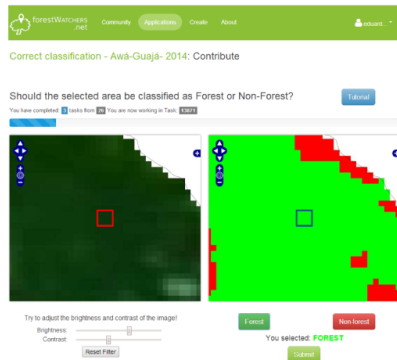 forestWatchers
.net
Community Applications Create About
eduard...
Correct classification - Awá-Guajá- 2014: Contribute
Should the selected area be classified as Forest or Non-Forest?
Tutorial
You have completed: 3 tasks from 20 You are now working in Task:
Try to adjust the brightness and contrast of the image!
Brightness:
Contrast:
Reset Filter
Forest
Non forest
You selected: FOREST
Submit